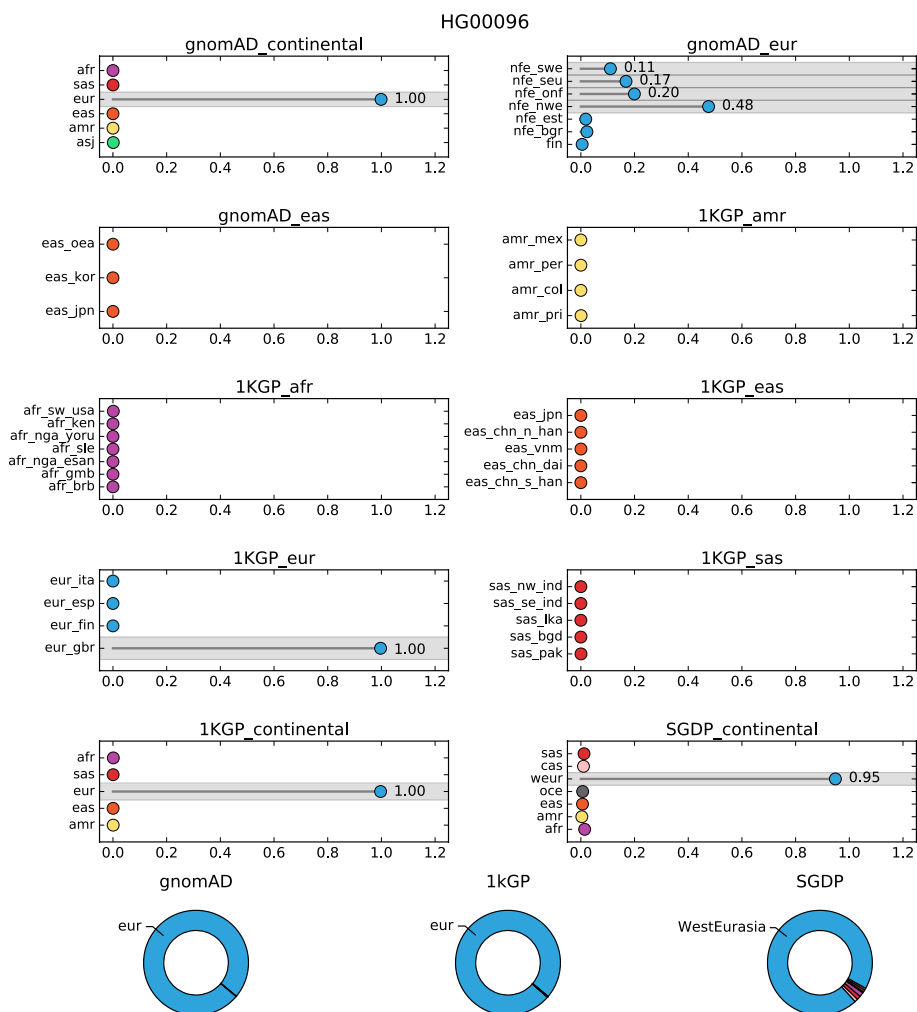 HG00096
gnomAD_continental
afr
sas
eur
eas
amr
asj
1.00
0.0 0.2 0.4 0.6 0.8 1.0 1.2
gnomAD_eur
nfe_swe
nfe_seu
nfe_onf
nfe_nwe
nfe_est
nfe_bgr
fin
0.11
0.17
0.20
0.48
0.0 0.2 0.4 0.6 0.8 1.0 1.2
gnomAD_eas
eas_oea
eas_kor
eas_jpn
0.0 0.2 0.4 0.6 0.8 1.0 1.2
1KGP_amr
amr_mex
amr_per
amr_col
amr_pri
0.0 0.2 0.4 0.6 0.8 1.0 1.2
1KGP_afr
afr_sw_usa
afr_ken
afr_nga_yoru
afr_sle
afr_nga_esan
afr_gmb
afr_brb
0.0 0.2 0.4 0.6 0.8 1.0 1.2
1KGP_eas
eas_jpn
eas_chn_n_han
eas_vnm
eas_chn_dai
eas_chn_s_han
0.0 0.2 0.4 0.6 0.8 1.0 1.2
1KGP_eur
eur_ita
eur_esp
eur_fin
eur_gbr
1.00
0.0 0.2 0.4 0.6 0.8 1.0 1.2
1KGP_sas
sas_nw_ind
sas_se_ind
sas_lka
sas_bgd
sas_pak
0.0 0.2 0.4 0.6 0.8 1.0 1.2
1KGP_continental
afr
sas
eur
eas
amr
1.00
0.0 0.2 0.4 0.6 0.8 1.0 1.2
SGDP_continental
sas
cas
weur
oce
eas
amr
afr
0.95
0.0 0.2 0.4 0.6 0.8 1.0 1.2
gnomAD
eur
1kGP
eur
SGDP
WestEurasia